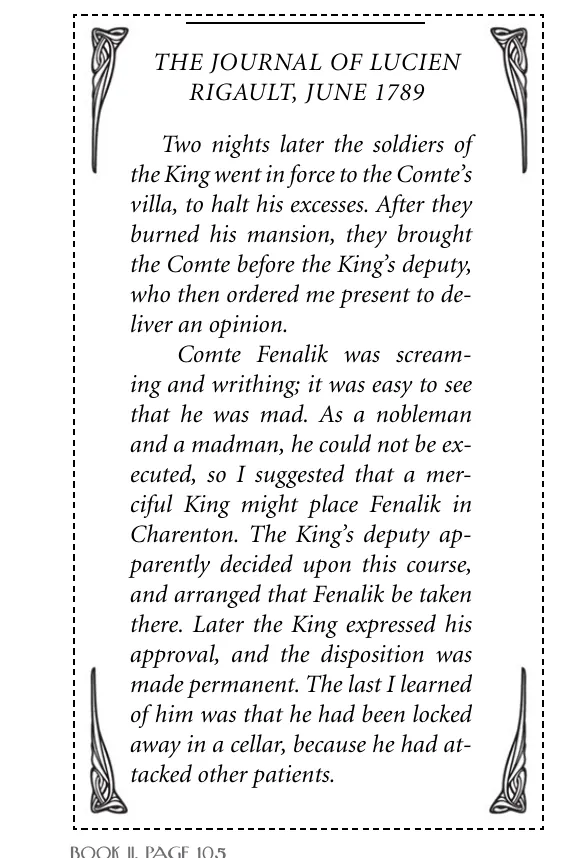 THE JOURNAL OF LUCIEN
RIGAULT, JUNE 1789
Two nights later the soldiers of
the King went in force to the Comte’s
villa, to halt his excesses. After they
burned his mansion, they brought
the Comte before the King’s deputy,
who then ordered me present to de-
liver an opinion.
Comte Fenalik was scream-
ing and writhing; it was easy to see
that he was mad. As a nobleman
and a madman, he could not be ex-
ecuted, so I suggested that a mer-
ciful King might place Fenalik in
Charenton. The King’s deputy ap-
parently decided upon this course,
and arranged that Fenalik be taken
there. Later the King expressed his
approval, and the disposition was
made permanent. The last I learned
of him was that he had been locked
away in a cellar, because he had at-
tacked other patients.
BOOK II, PAGE 105